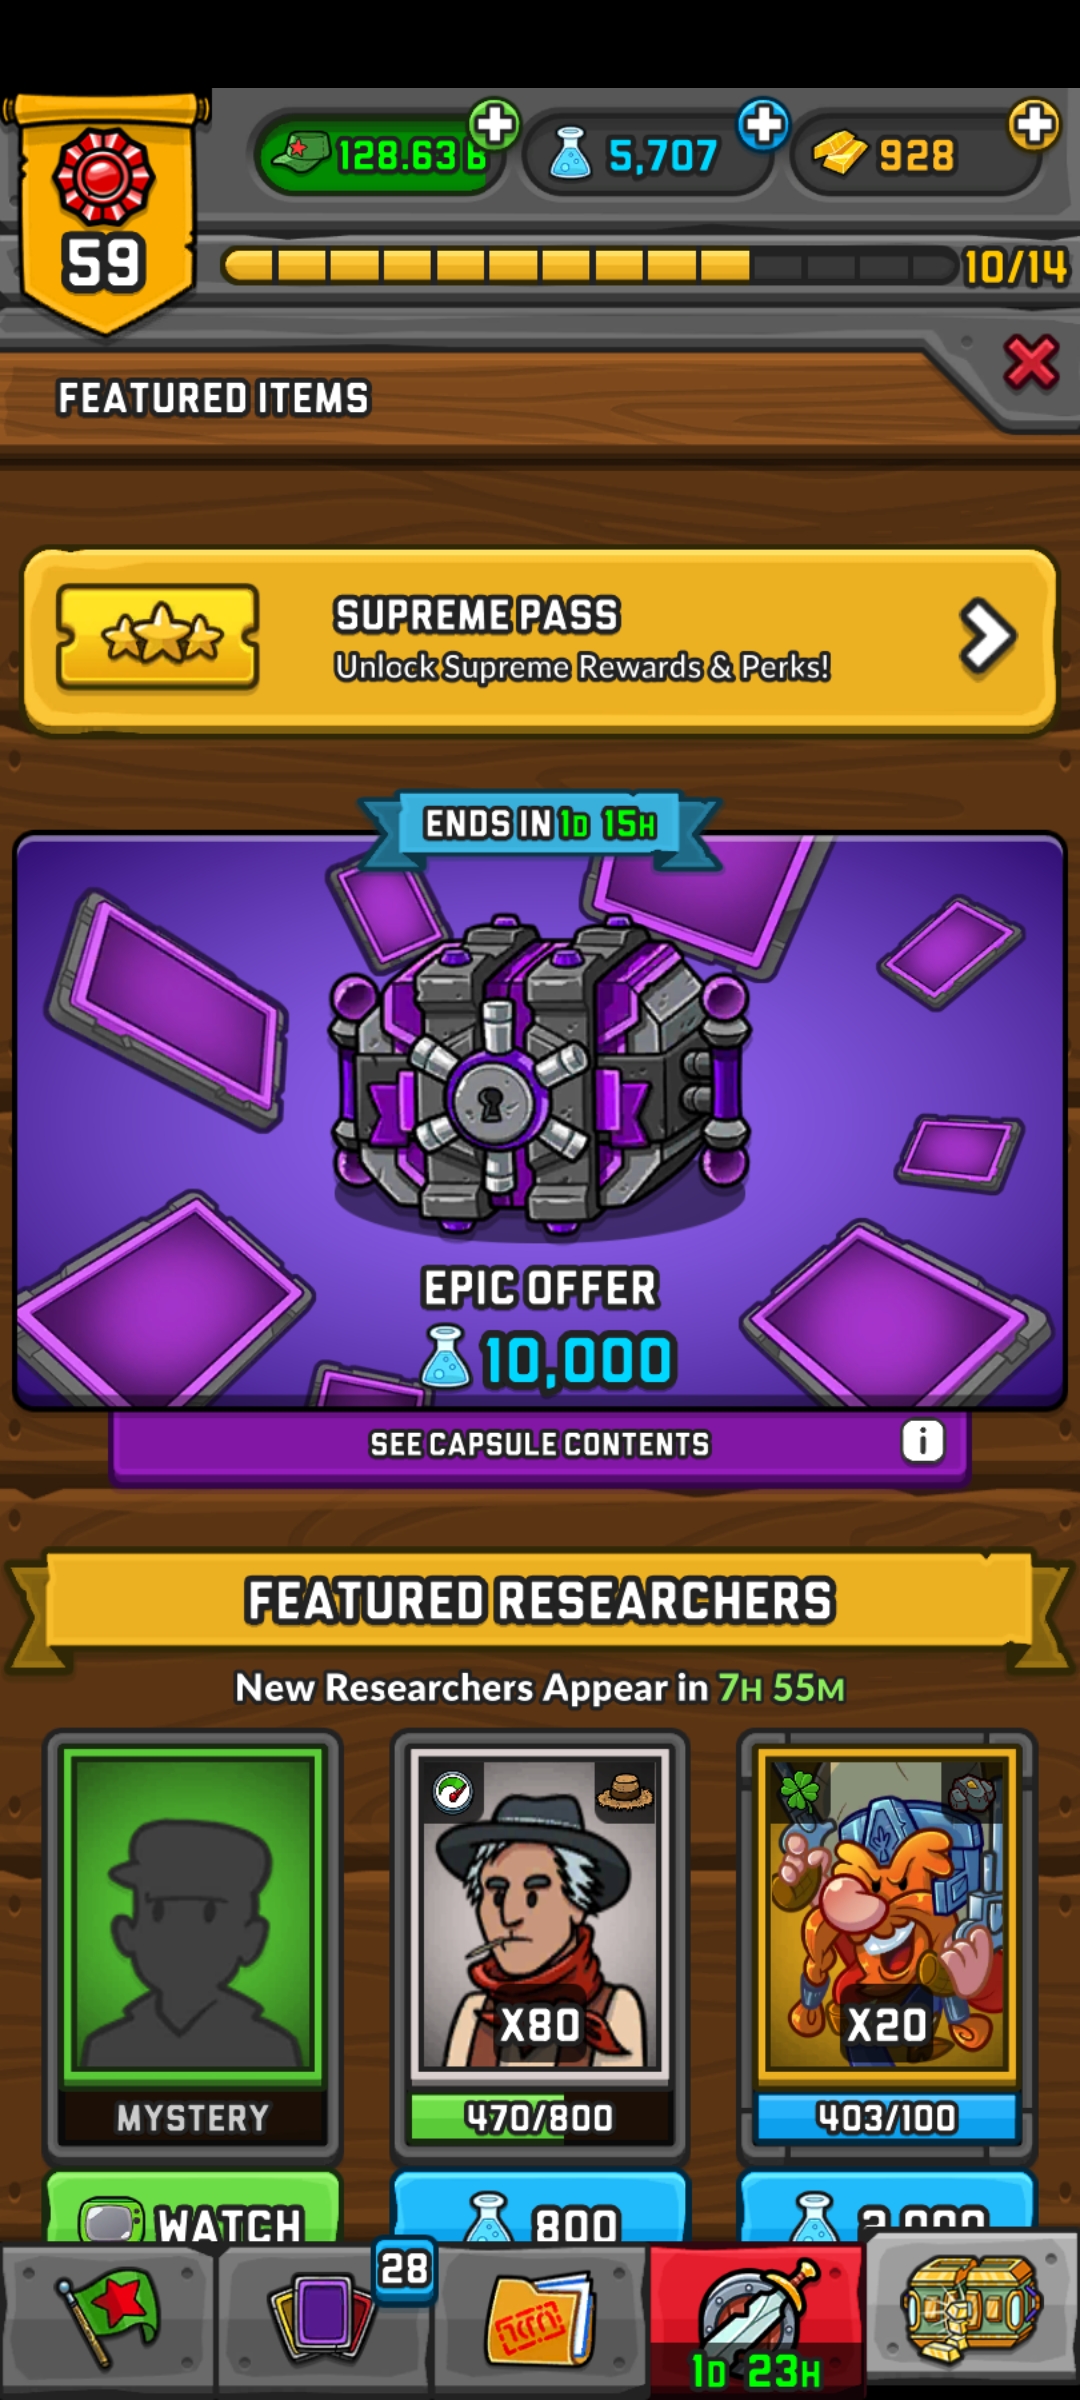 128.63 B
5,707
928
59
10/14
FEATURED ITEMS
SUPREME PASS
Unlock Supreme Rewards & Perks!
ENDS IN 1D 15H
EPIC OFFER
10,000
SEE CAPSULE CONTENTS
i
FEATURED RESEARCHERS
New Researchers Appear in 7H 55M
X80
X20
MYSTERY
470/800
403/100
WATCH
800
28
1D 23H